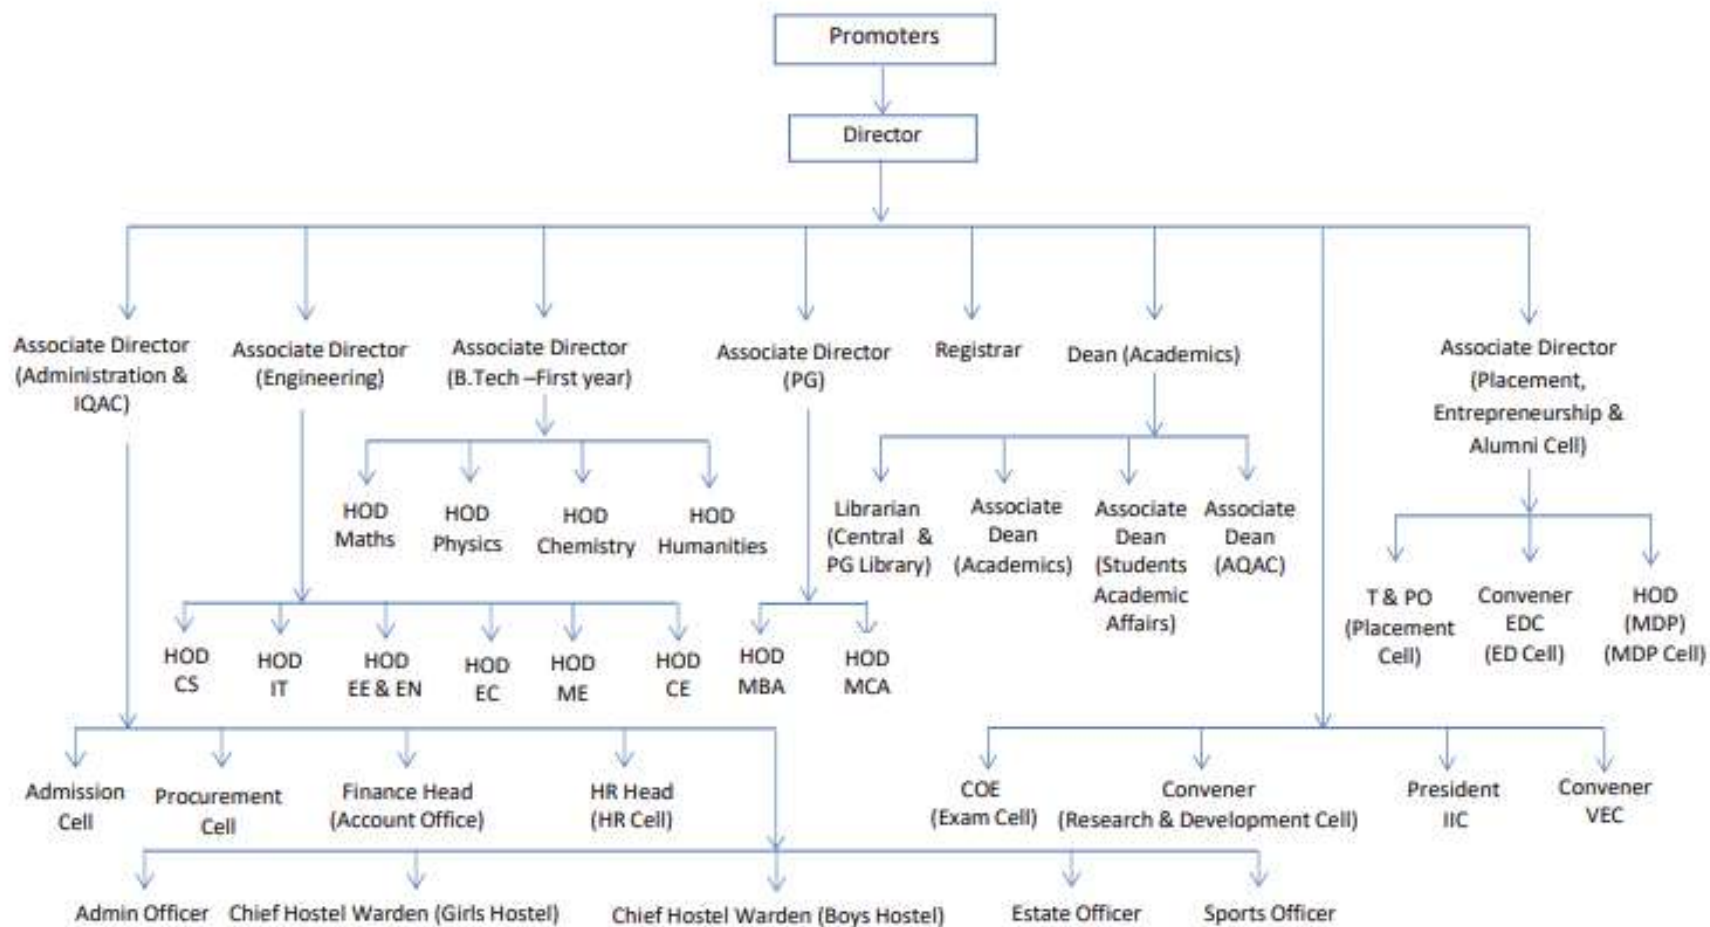 Promoters
Director
Associate Director
(Administration &
IQAC)
Associate Director
(Engineering)
Associate Director
(B.Tech –First year)
Associate Director
(PG)
Registrar
Dean (Academics)
Associate Director
(Placement,
Entrepreneurship &
Alumni Cell)
HOD
Maths
HOD
Physics
HOD
Chemistry
HOD
Humanities
Librarian
(Central &
PG Library)
Associate
Dean
(Academics)
Associate
Dean
(Students
Academic
Affairs)
Associate
Dean
(AQAC)
T & PO
(Placement
Cell)
Convener
EDC
(ED Cell)
HOD
(MDP)
(MDP Cell)
HOD
CS
HOD
IT
HOD
EE & EN
HOD
EC
HOD
ME
HOD
CE
HOD
MBA
HOD
MCA
Admission
Cell
Procurement
Cell
Finance Head
(Account Office)
HR Head
(HR Cell)
COE
(Exam Cell)
Convener
(Research & Development Cell)
President
IIC
Convener
VEC
Admin Officer
Chief Hostel Warden (Girls Hostel)
Chief Hostel Warden (Boys Hostel)
Estate Officer
Sports Officer